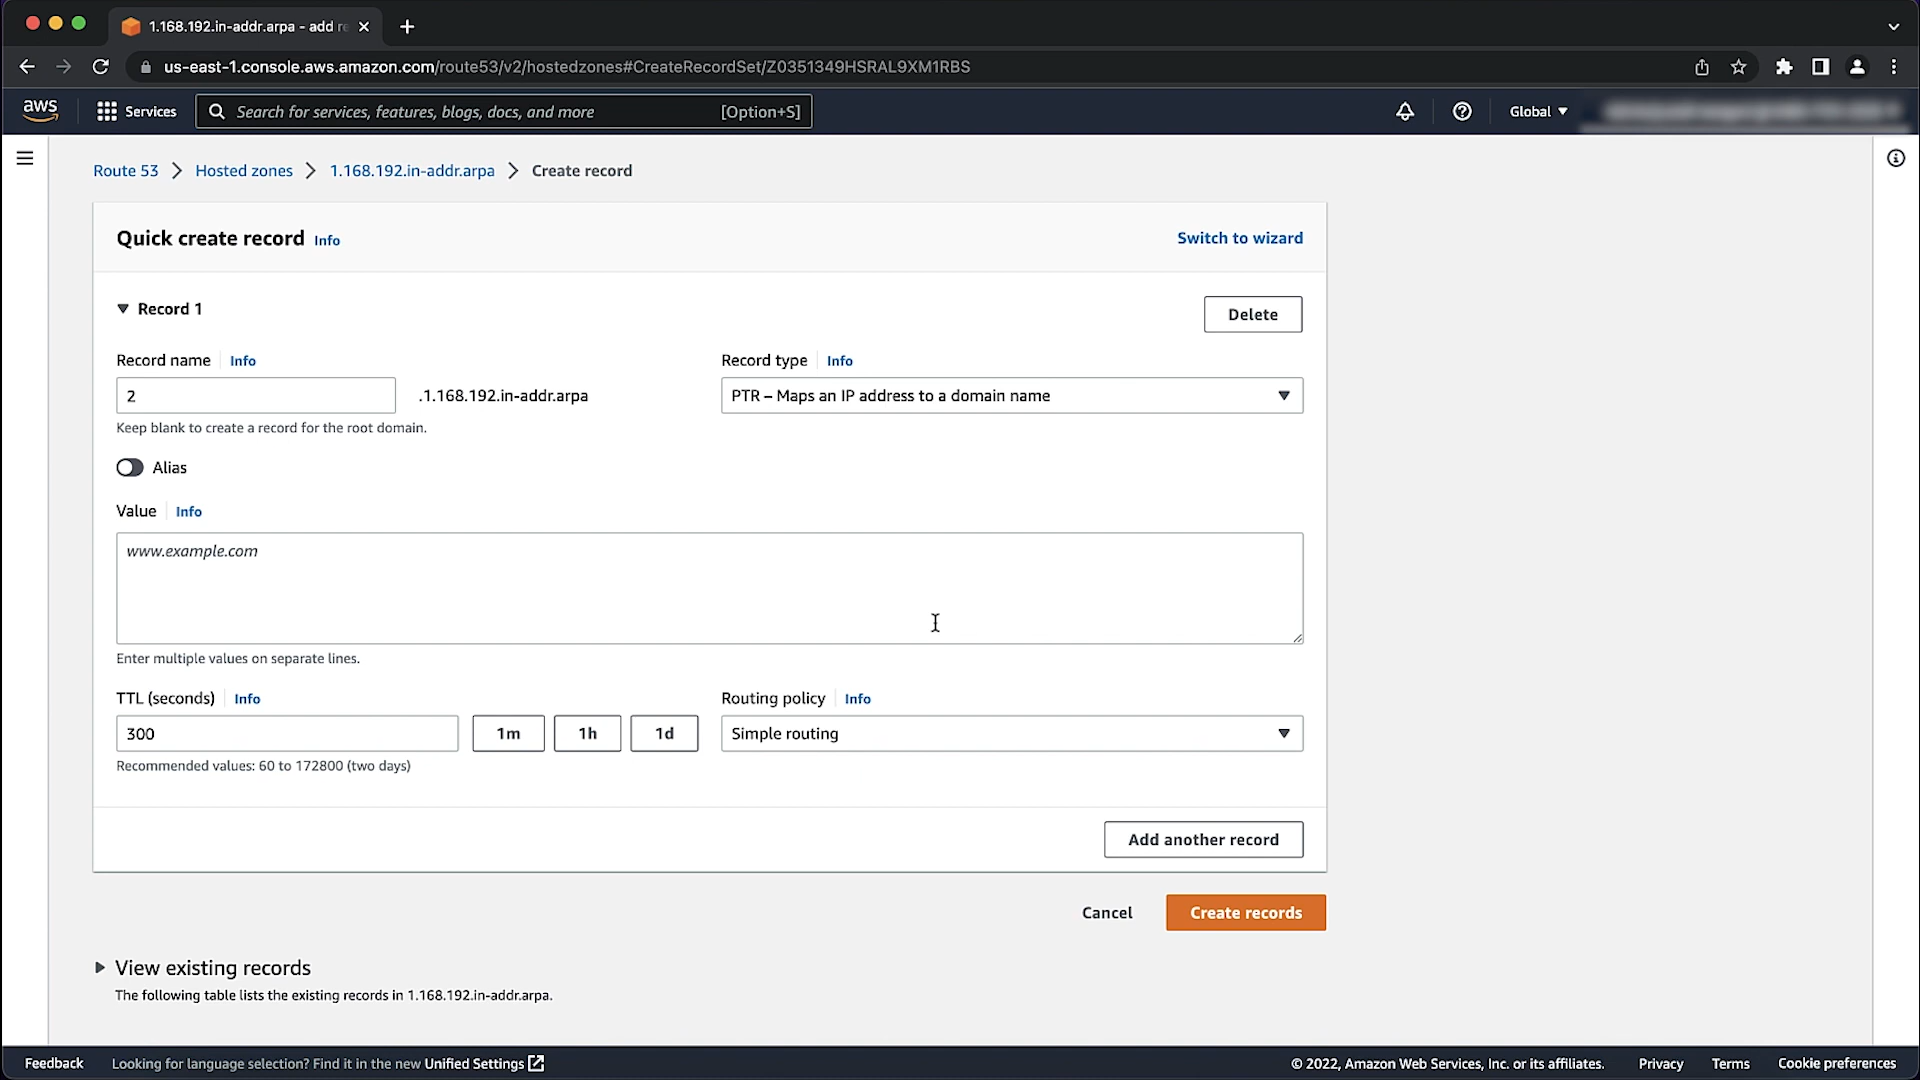 1.168.192.in-addr.arpa - add re
us-east-1.console.aws.amazon.com/route53/v2/hostedzones#CreateRecordSet/Z0351349HSRAL9XM1RBS
aws
Services
Search for services, features, blogs, docs, and more [Option+S]
Global
Route 53 > Hosted zones > 1.168.192.in-addr.arpa > Create record
Quick create record Info
Switch to wizard
Record 1
Delete
Record name Info
Record type Info
2
.1.168.192.in-addr.arpa
PTR – Maps an IP address to a domain name
Keep blank to create a record for the root domain.
Alias
Value Info
www.example.com
Enter multiple values on separate lines.
TTL (seconds) Info
Routing policy Info
300
1m
1h
1d
Simple routing
Recommended values: 60 to 172800 (two days)
Add another record
Cancel
Create records
View existing records
The following table lists the existing records in 1.168.192.in-addr.arpa.
Feedback
Looking for language selection? Find it in the new Unified Settings
© 2022, Amazon Web Services, Inc. or its affiliates.
Privacy
Terms
Cookie preferences